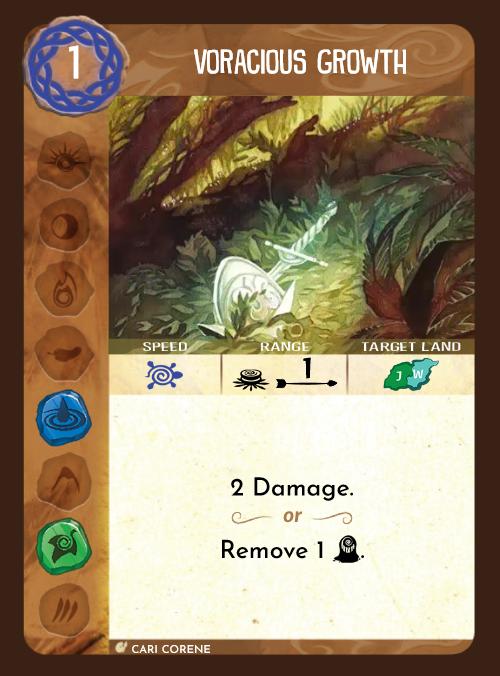 1
VORACIOUS GROWTH
SPEED RANGE TARGET LAND
1 J W
2 Damage.
or
Remove 1 .
CARI CORENE